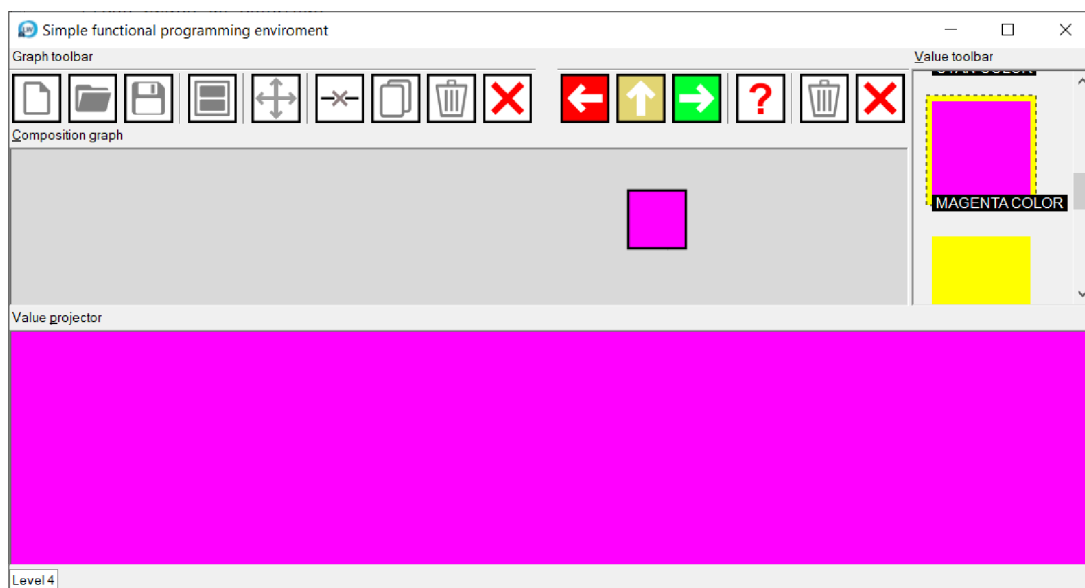 Simple functional programming enviroment
Graph toolbar
Value toolbar
Composition graph
MAGENTA COLOR
Value projector
Level 4